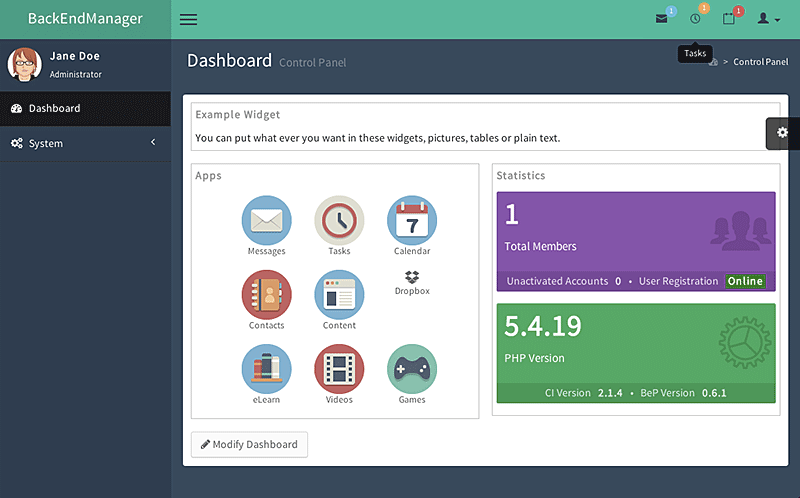 BackEndManager
1
1
1
Jane Doe
Administrator
Dashboard
System
Dashboard Control Panel
Tasks
> Control Panel
Example Widget
You can put what ever you want in these widgets, pictures, tables or plain text.
Apps
Messages Tasks Calendar
7
Contacts Content Dropbox
eLearn Videos Games
Statistics
1
Total Members
Unactivated Accounts 0 • User Registration Online
5.4.19
PHP Version
CI Version 2.1.4 • BeP Version 0.6.1
Modify Dashboard